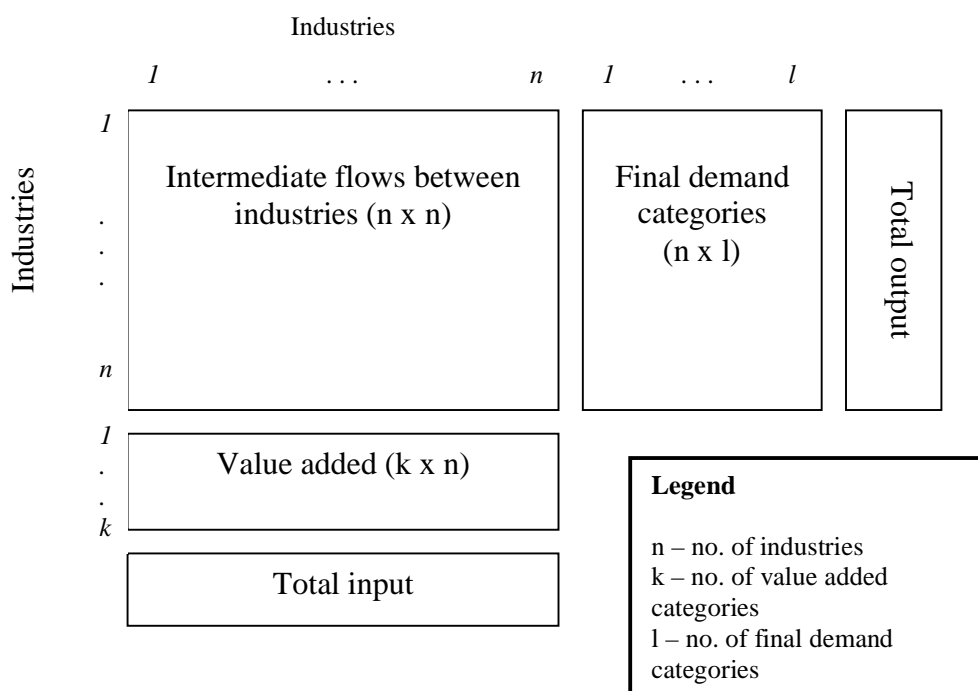 Industries
1 . . . n 1 . . . l
1
Industries
.
.
.
n
Intermediate flows between
industries (n x n)
Final demand
categories
(n x l)
Total output
1
.
.
k
Value added (k x n)
Total input
Legend
n – no. of industries
k – no. of value added
categories
l – no. of final demand
categories